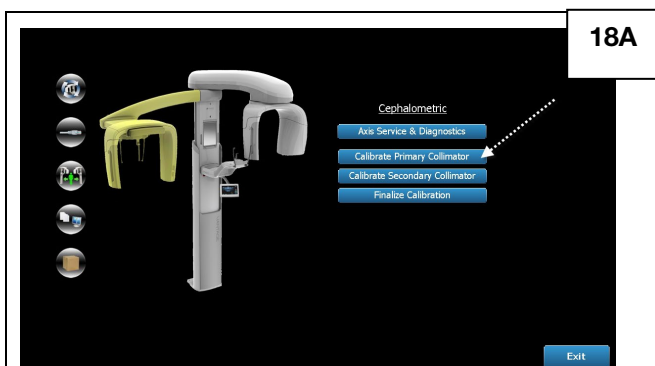 18A
Cephalometric
Axis Service & Diagnostics
Calibrate Primary Collimator
Calibrate Secondary Collimator
Finalize Calibration
Exit